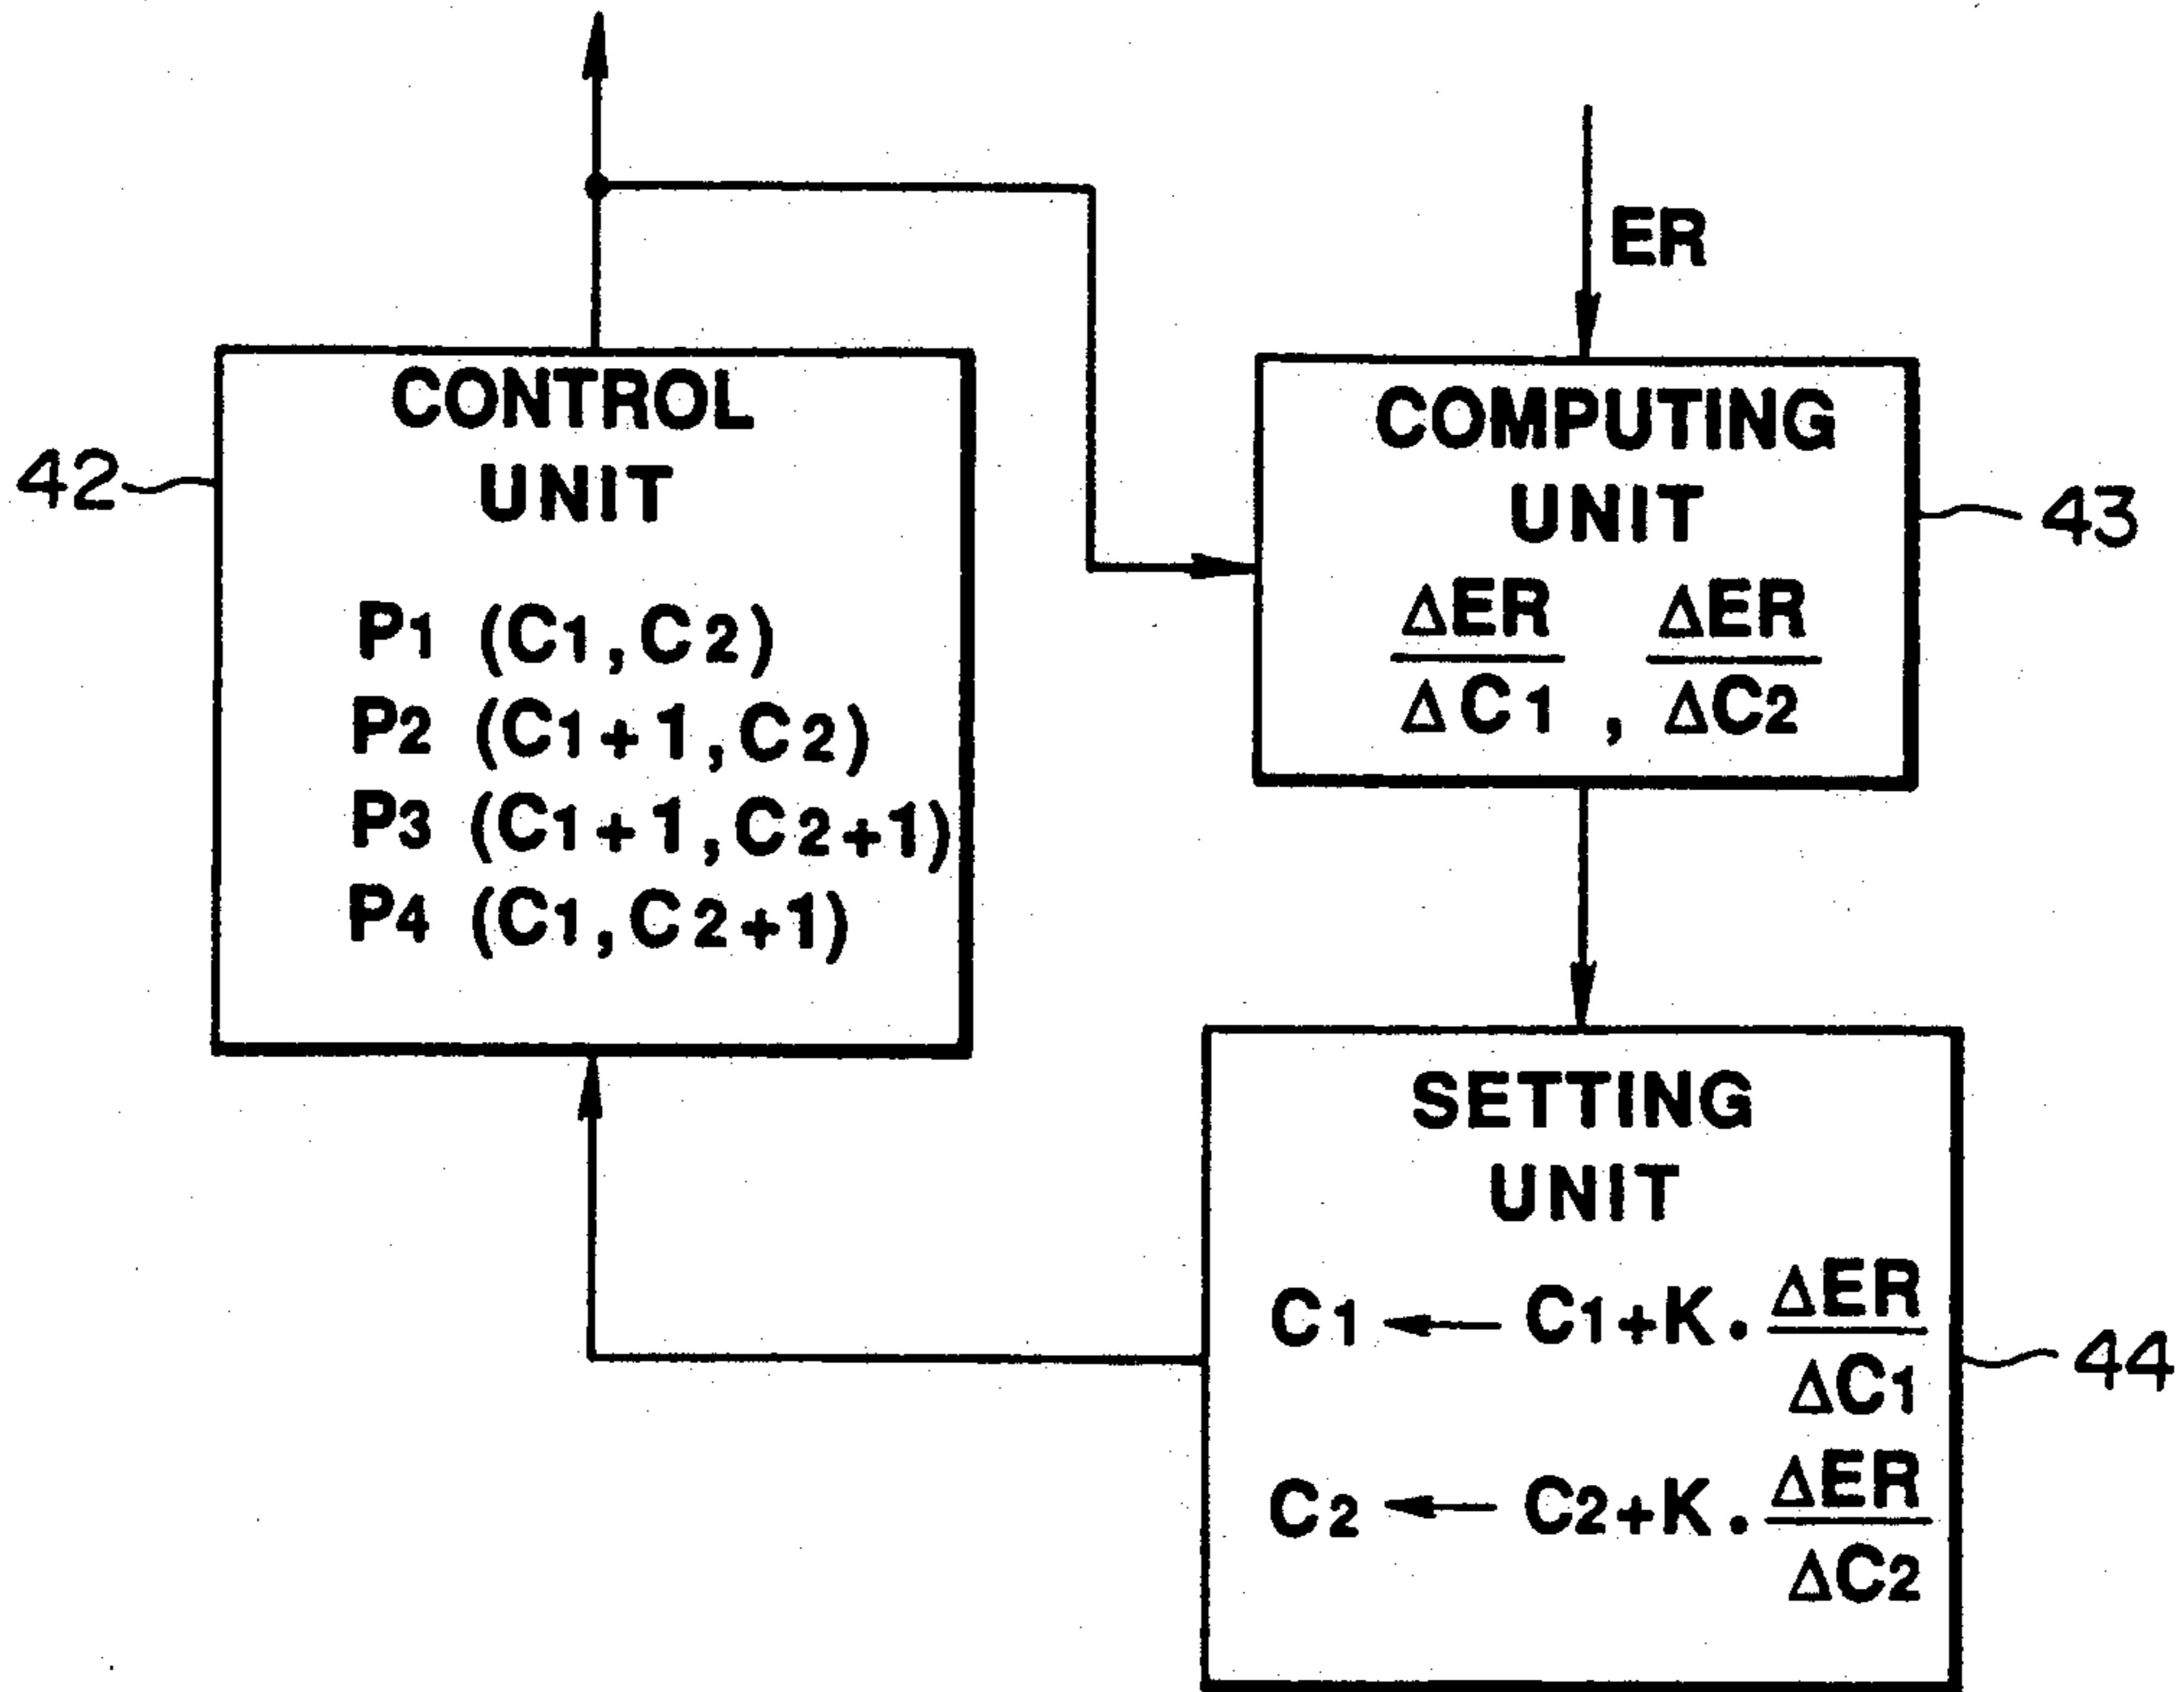 ER
CONTROL
UNIT
P1 (C1,C2)
P2 (C1+1,C2)
P3 (C1+1,C2+1)
P4 (C1,C2+1)
42
COMPUTING
UNIT
ΔER ΔER
ΔC1 , ΔC2
43
SETTING
UNIT
C1 ← C1+K・ΔER
ΔC1
C2 ← C2+K・ΔER
ΔC2
44